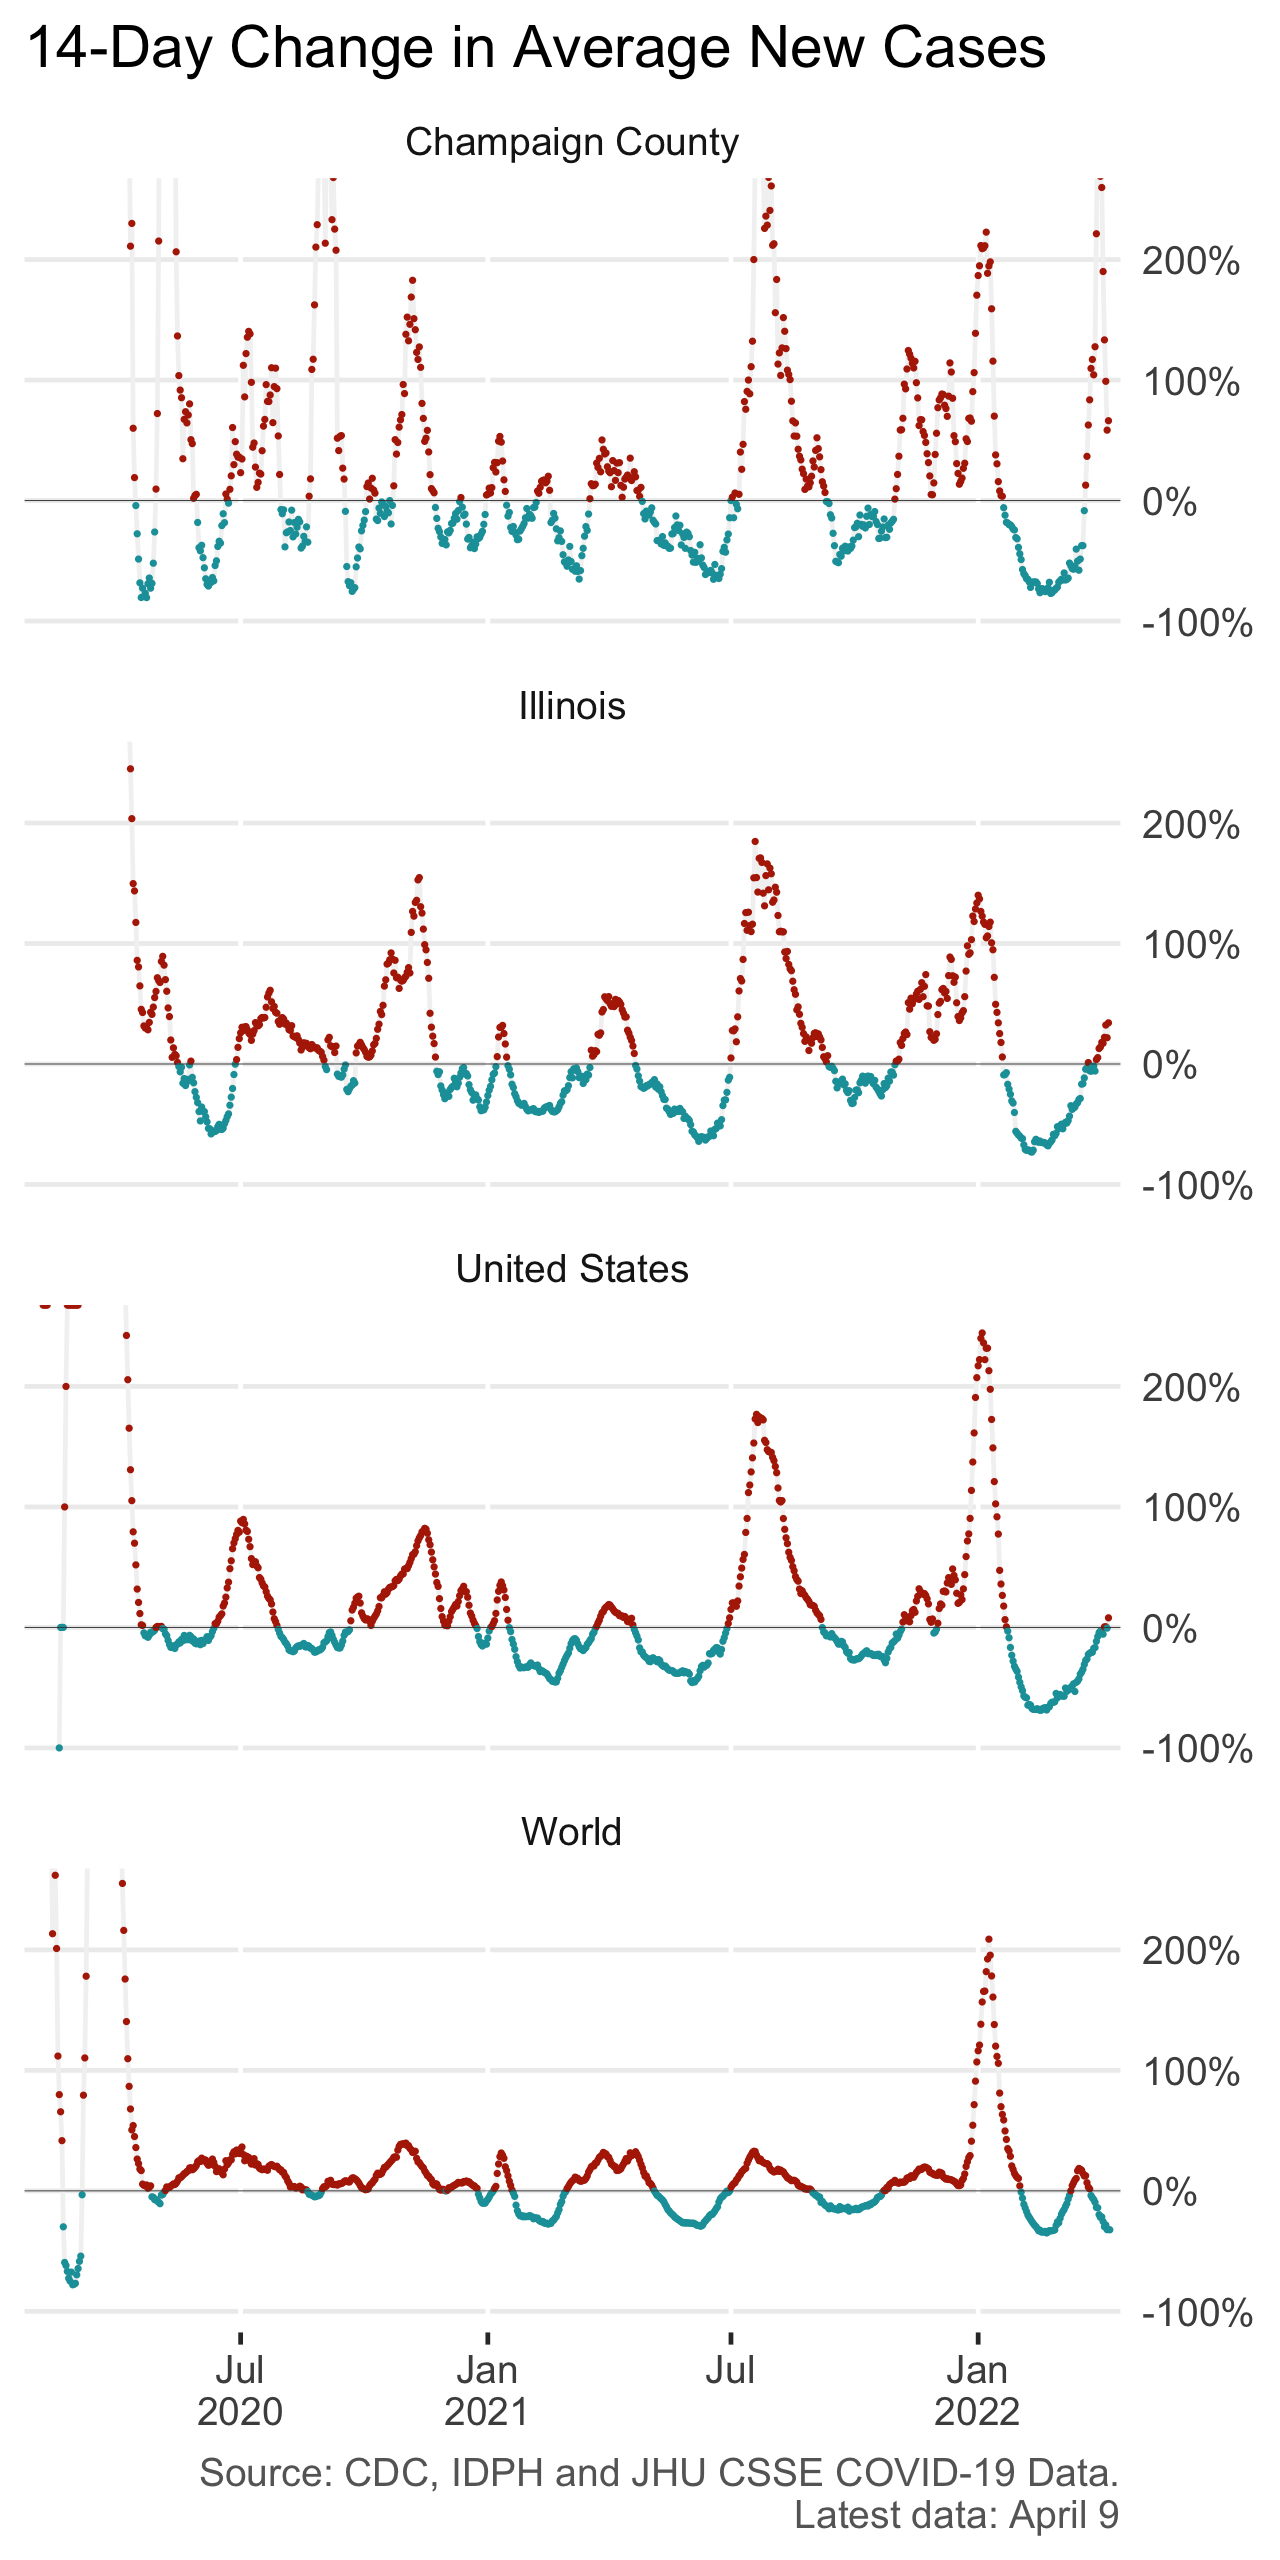 14-Day Change in Average New Cases
Champaign County
200%
100%
0%
-100%
Illinois
200%
100%
0%
-100%
United States
200%
100%
0%
-100%
World
200%
100%
0%
-100%
Jul Jan Jul Jan
2020 2021 2022
Source: CDC, IDPH and JHU CSSE COVID-19 Data.
Latest data: April 9